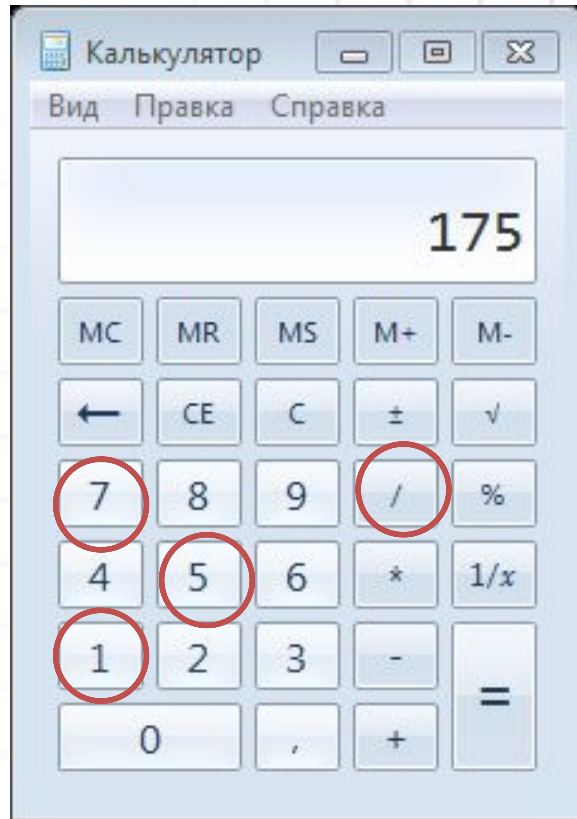 Калькулятор
Вид Правка Справка
175
MC MR MS M+ M-
← CE C ± √
7 8 9 / %
4 5 6 * 1/x
1 2 3 - =
0 , +